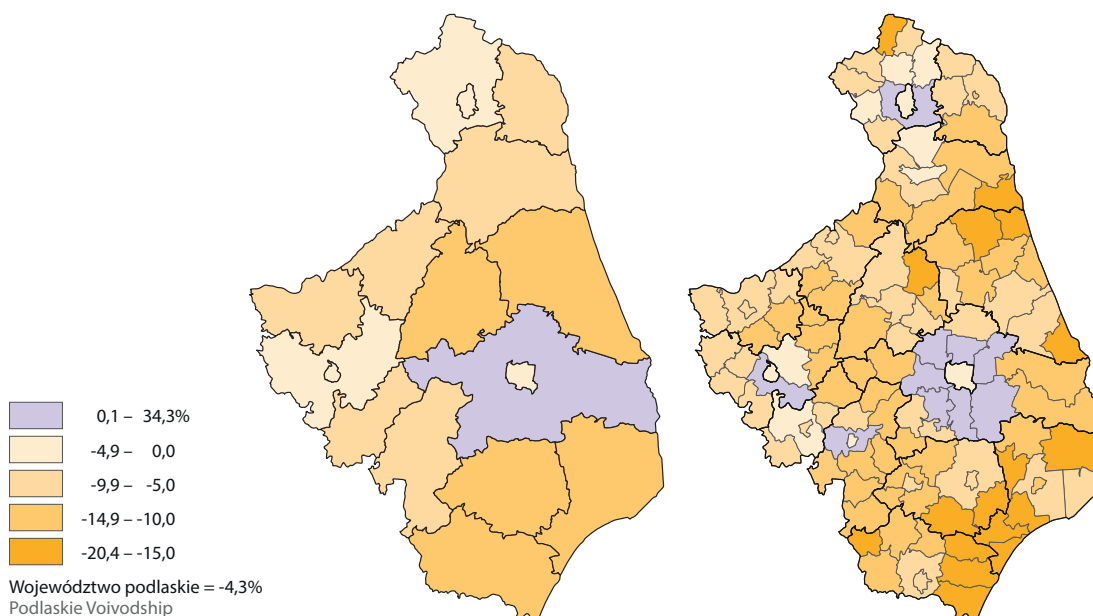 0,1 – 34,3%
-4,9 – 0,0
-9,9 – -5,0
-14,9 – -10,0
-20,4 – -15,0
Województwo podlaskie = -4,3%
Podlaskie Voivodship